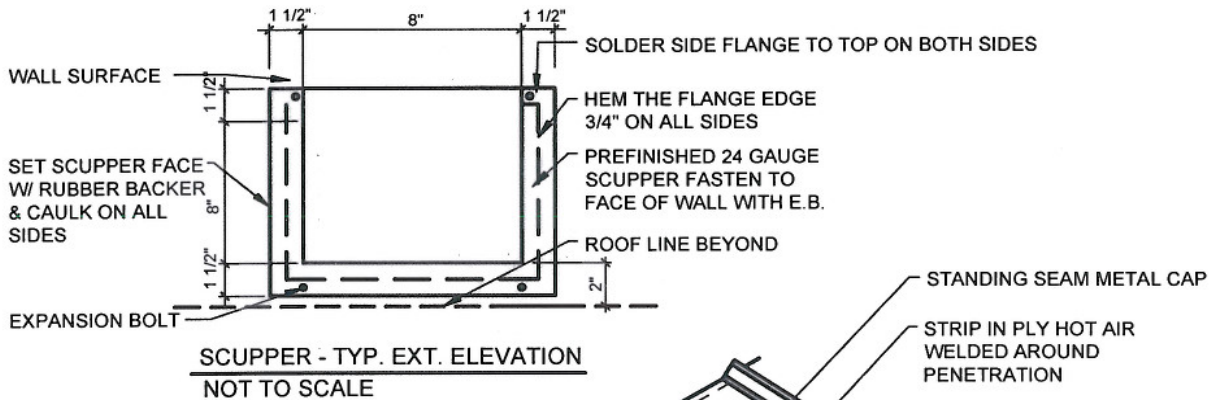 1 1/2"
8"
1 1/2"
SOLDER SIDE FLANGE TO TOP ON BOTH SIDES
WALL SURFACE
1 1/2"
HEM THE FLANGE EDGE
3/4" ON ALL SIDES
SET SCUPPER FACE
W/ RUBBER BACKER
& CAULK ON ALL
SIDES
8"
PREFINISHED 24 GAUGE
SCUPPER FASTEN TO
FACE OF WALL WITH E.B.
ROOF LINE BEYOND
1 1/2"
2"
EXPANSION BOLT
STANDING SEAM METAL CAP
STRIP IN PLY HOT AIR
WELDED AROUND
PENETRATION
SCUPPER - TYP. EXT. ELEVATION
NOT TO SCALE